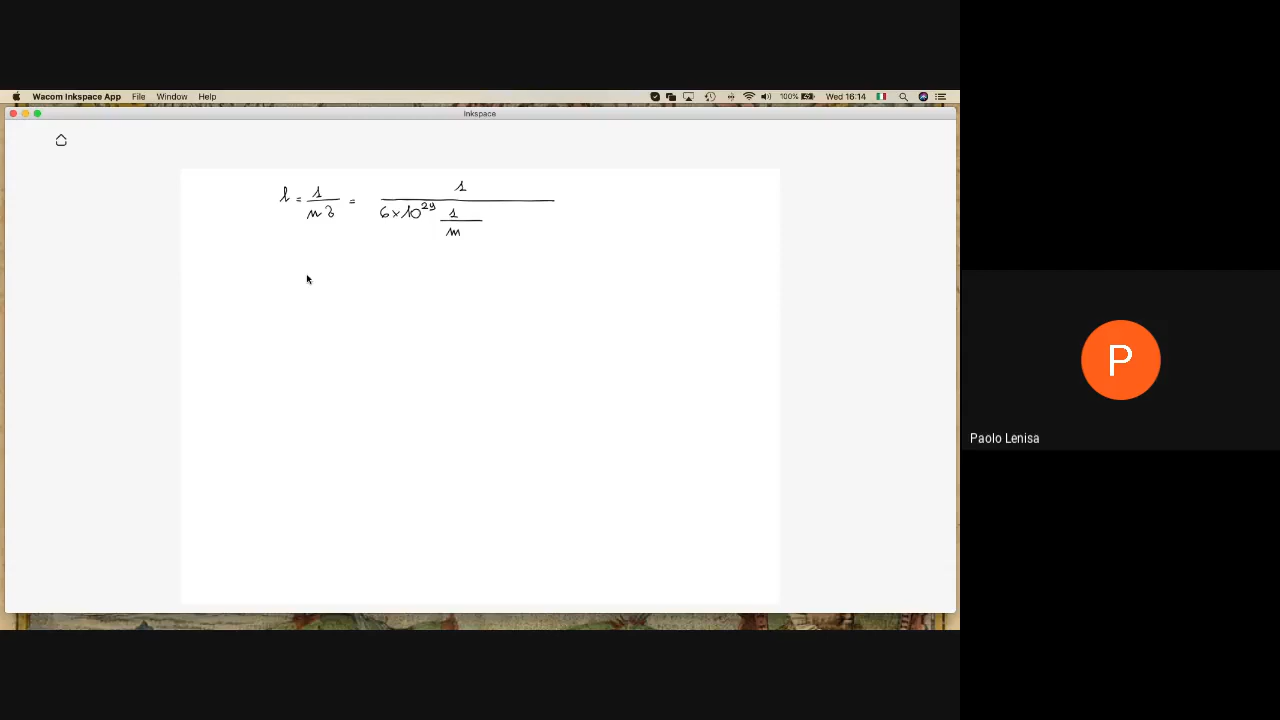 Wacom Inkspace App File Window Help 100% Wed 16:14
Inkspace
l = 1/nσ = 1/(6×10^29 1/m
P
Paolo Lenisa